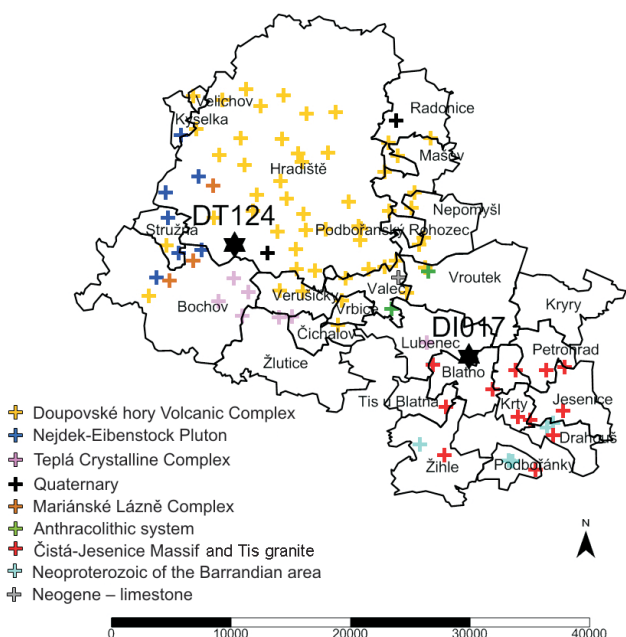 Velichov
Kyselka
Radonice
Mašov
Hradiště
Nepomyšl
DT124
Stružná
Podbořanský Rohozec
Vroutek
Valeč
Verušičky
Vrbice
Bochov
Kryry
Čichalov
DI017
Lubenec
Petrohrad
Žlutice
Blatno
Tis u Blatna
Krty
Jesenice
Drahouš
Žihle
Podbořánky
Doupovské hory Volcanic Complex
Nejdek-Eibenstock Pluton
Teplá Crystalline Complex
Quaternary
Mariánské Lázně Complex
Anthracolithic system
Čistá-Jesenice Massif and Tis granite
Neoproterozoic of the Barrandian area
Neogene – limestone
N
0 10000 20000 30000 40000